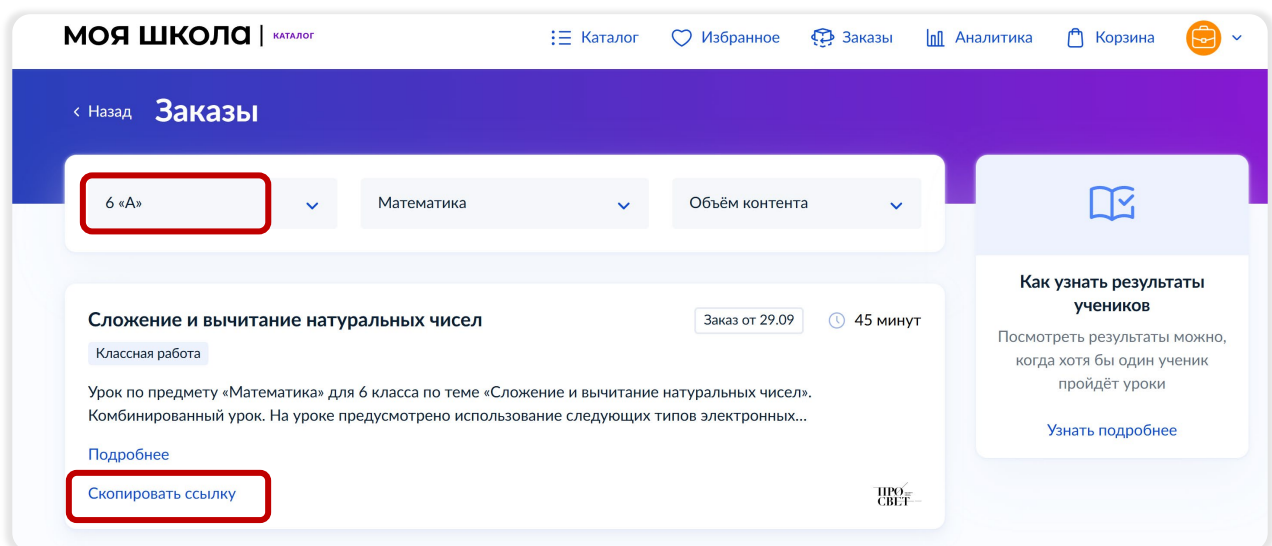 МОЯ ШКОЛА | КАТАЛОГ
Каталог
Избранное
Заказы
Аналитика
Корзина
Назад
Заказы
6 «А»
Математика
Объём контента
Сложение и вычитание натуральных чисел
Заказ от 29.09
45 минут
Классная работа
Урок по предмету «Математика» для 6 класса по теме «Сложение и вычитание натуральных чисел».
Комбинированный урок. На уроке предусмотрено использование следующих типов электронных...
Подробнее
Скопировать ссылку
ПРО
СВЕТ
Как узнать результаты
учеников
Посмотреть результаты можно,
когда хотя бы один ученик
пройдёт уроки
Узнать подробнее